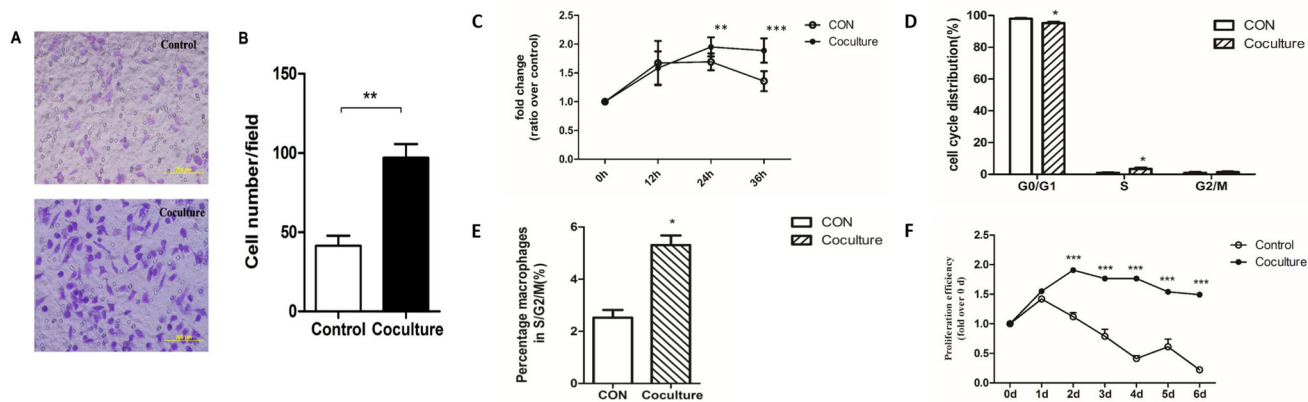 A
Control
Coculture
B
Cell number/field
150
100
50
0
**
Control Coculture
C
fold change
(ratio over control)
2.5
2.0
1.5
1.0
0.5
0.0
** ***
0h 12h 24h 36h
CON
Coculture
D
cell cycle distribution(%)
100
80
60
40
20
0
*
*
G0/G1 S G2/M
CON
Coculture
E
Percentage macrophages
in S/G2/M(%)
6
4
2
0
*
CON Coculture
CON
Coculture
F
Proliferation efficiency
(fold over 0 d)
2.5
2.0
1.5
1.0
0.5
0.0
*** *** *** *** ***
0d 1d 2d 3d 4d 5d 6d
Control
Coculture